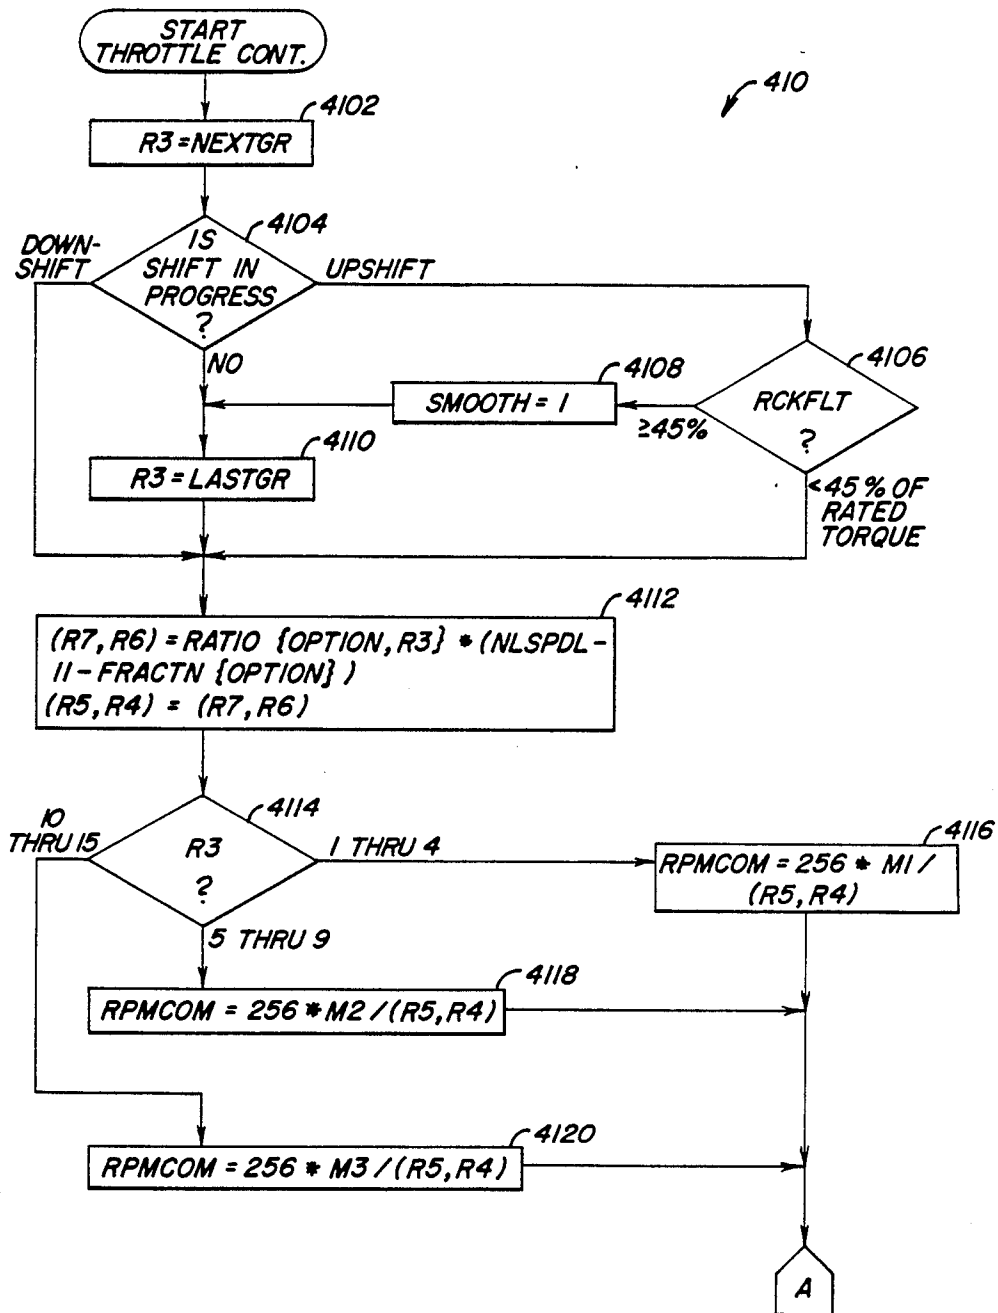 START
THROTTLE CONT.
410
4102
R3=NEXTGR
4104
DOWN-
SHIFT
IS
SHIFT IN
PROGRESS
?
UPSHIFT
NO
4106
RCKFLT
?
4108
SMOOTH = 1
≥45%
<45% OF
RATED
TORQUE
4110
R3=LASTGR
4112
(R7,R6) = RATIO {OPTION,R3} * (NLSPDL-
11-FRACTN {OPTION})
(R5,R4) = (R7,R6)
4114
10
THRU 15
R3
?
1 THRU 4
4116
RPMCOM = 256 * M1/
(R5,R4)
5 THRU 9
4118
RPMCOM = 256 * M2/(R5,R4)
4120
RPMCOM = 256 * M3/(R5,R4)
A